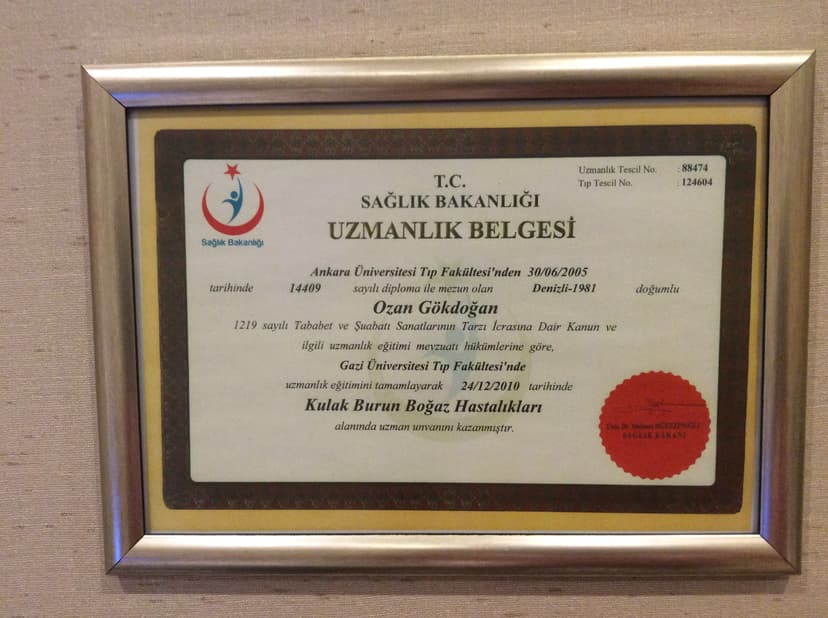 Sağlık Bakanlığı
T.C.
SAĞLIK BAKANLIĞI
UZMANLIK BELGESİ
Uzmanlık Tescil No. : 88474
Tıp Tescil No. : 124604
Ankara Üniversitesi Tıp Fakültesi'nden 30/06/2005
tarihinde 14409 sayılı diploma ile mezun olan Denizli-1981 doğumlu
Ozan Gökdoğan
1219 sayılı Tababet ve Şuabatı Sanatlarının Tarzı İcrasına Dair Kanun ve
ilgili uzmanlık eğitimi mevzuatı hükümlerine göre,
Gazi Üniversitesi Tıp Fakültesi'nde
uzmanlık eğitimini tamamlayarak 24/12/2010 tarihinde
Kulak Burun Boğaz Hastalıkları
alanında uzman unvanını kazanmıştır.
Dr. Mehmet
SAĞLIK BAKANI